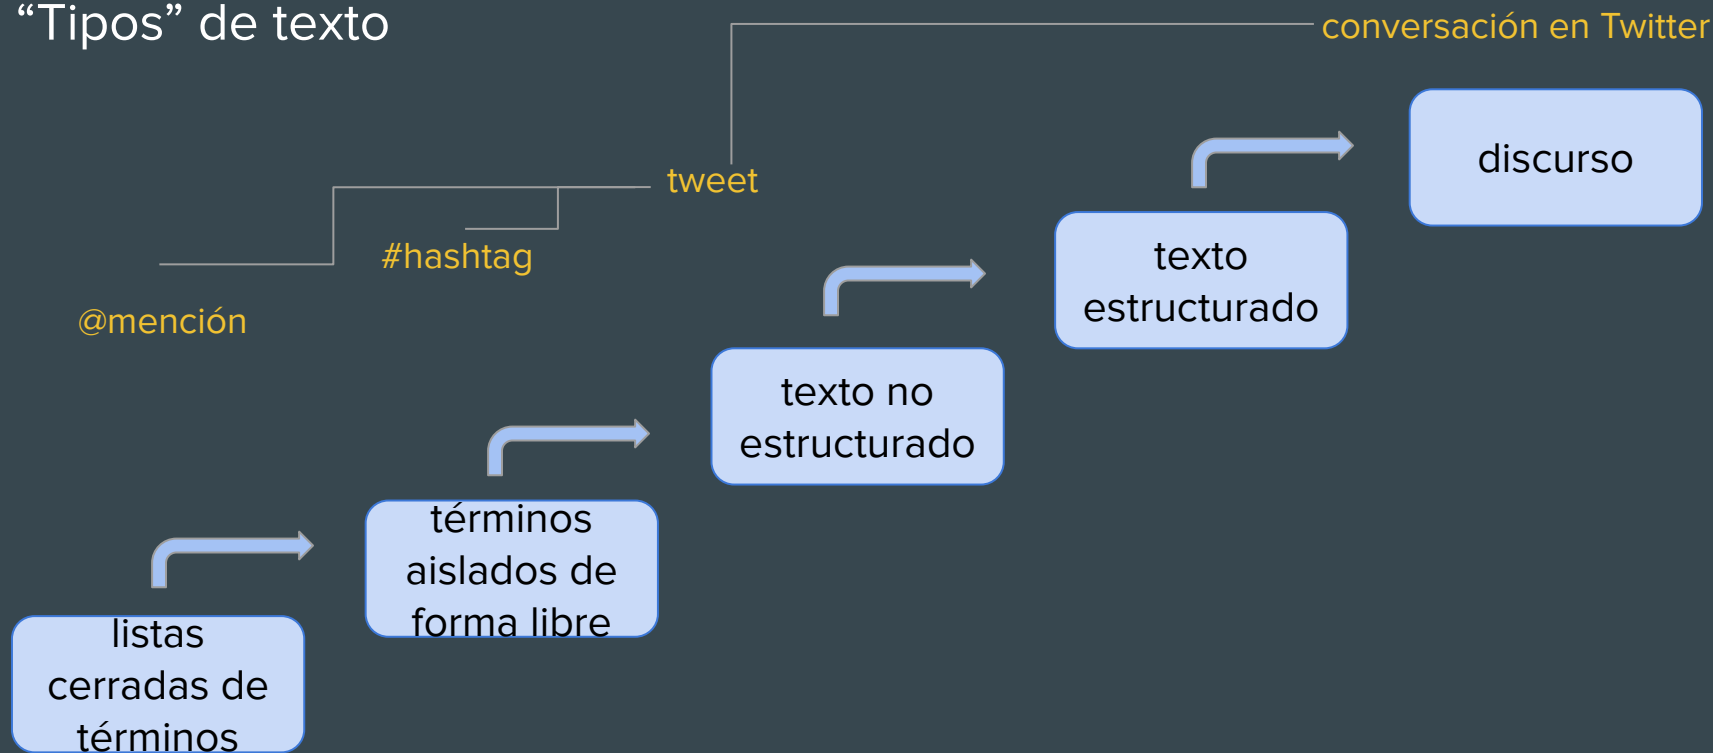 “Tipos” de texto
conversación en Twitter
tweet
#hashtag
@mención
discurso
texto
estructurado
texto no
estructurado
términos
aislados de
forma libre
listas
cerradas de
términos